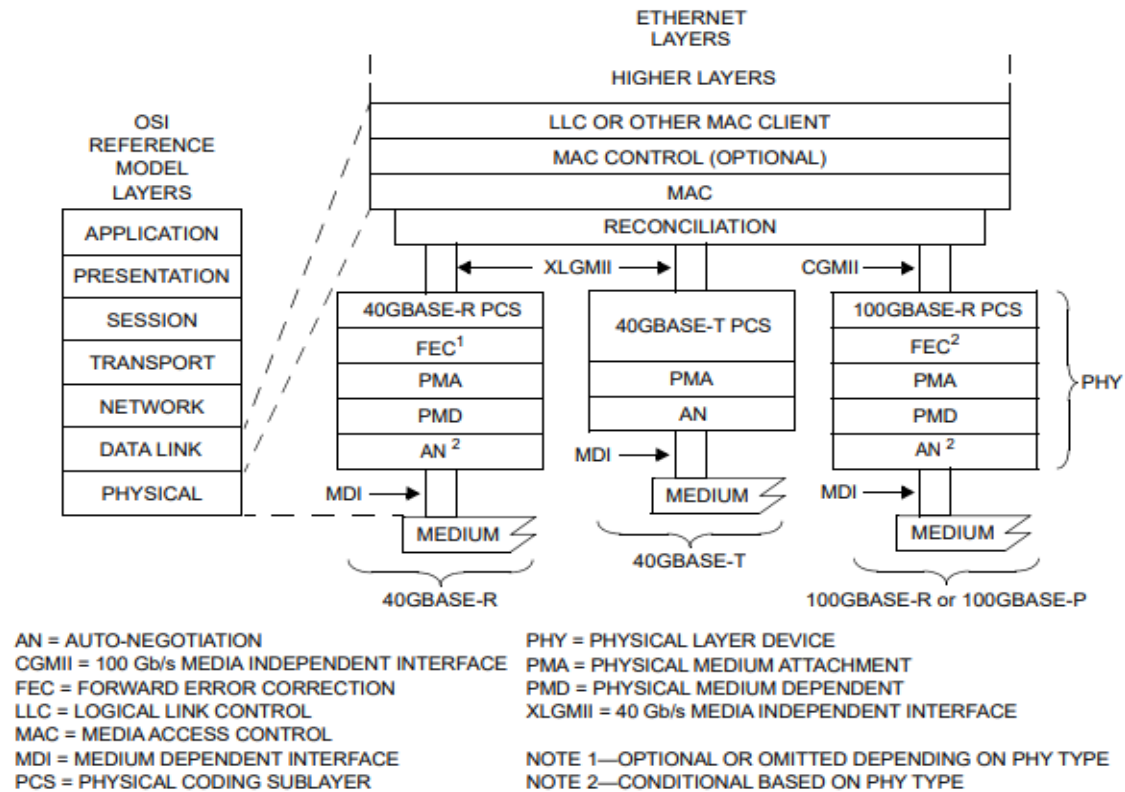 ETHERNET
LAYERS
HIGHER LAYERS
LLC OR OTHER MAC CLIENT
MAC CONTROL (OPTIONAL)
MAC
RECONCILIATION
OSI
REFERENCE
MODEL
LAYERS
APPLICATION
PRESENTATION
SESSION
TRANSPORT
NETWORK
DATA LINK
PHYSICAL
XLGMII
CGMII
40GBASE-R PCS
FEC1
PMA
PMD
AN 2
MDI
MEDIUM
40GBASE-R
40GBASE-T PCS
PMA
AN
MDI
MEDIUM
40GBASE-T
100GBASE-R PCS
FEC2
PMA
PMD
AN 2
PHY
MDI
MEDIUM
100GBASE-R or 100GBASE-P
AN = AUTO-NEGOTIATION
CGMII = 100 Gb/s MEDIA INDEPENDENT INTERFACE
FEC = FORWARD ERROR CORRECTION
LLC = LOGICAL LINK CONTROL
MAC = MEDIA ACCESS CONTROL
MDI = MEDIUM DEPENDENT INTERFACE
PCS = PHYSICAL CODING SUBLAYER
PHY = PHYSICAL LAYER DEVICE
PMA = PHYSICAL MEDIUM ATTACHMENT
PMD = PHYSICAL MEDIUM DEPENDENT
XLGMII = 40 Gb/s MEDIA INDEPENDENT INTERFACE
NOTE 1—OPTIONAL OR OMITTED DEPENDING ON PHY TYPE
NOTE 2—CONDITIONAL BASED ON PHY TYPE